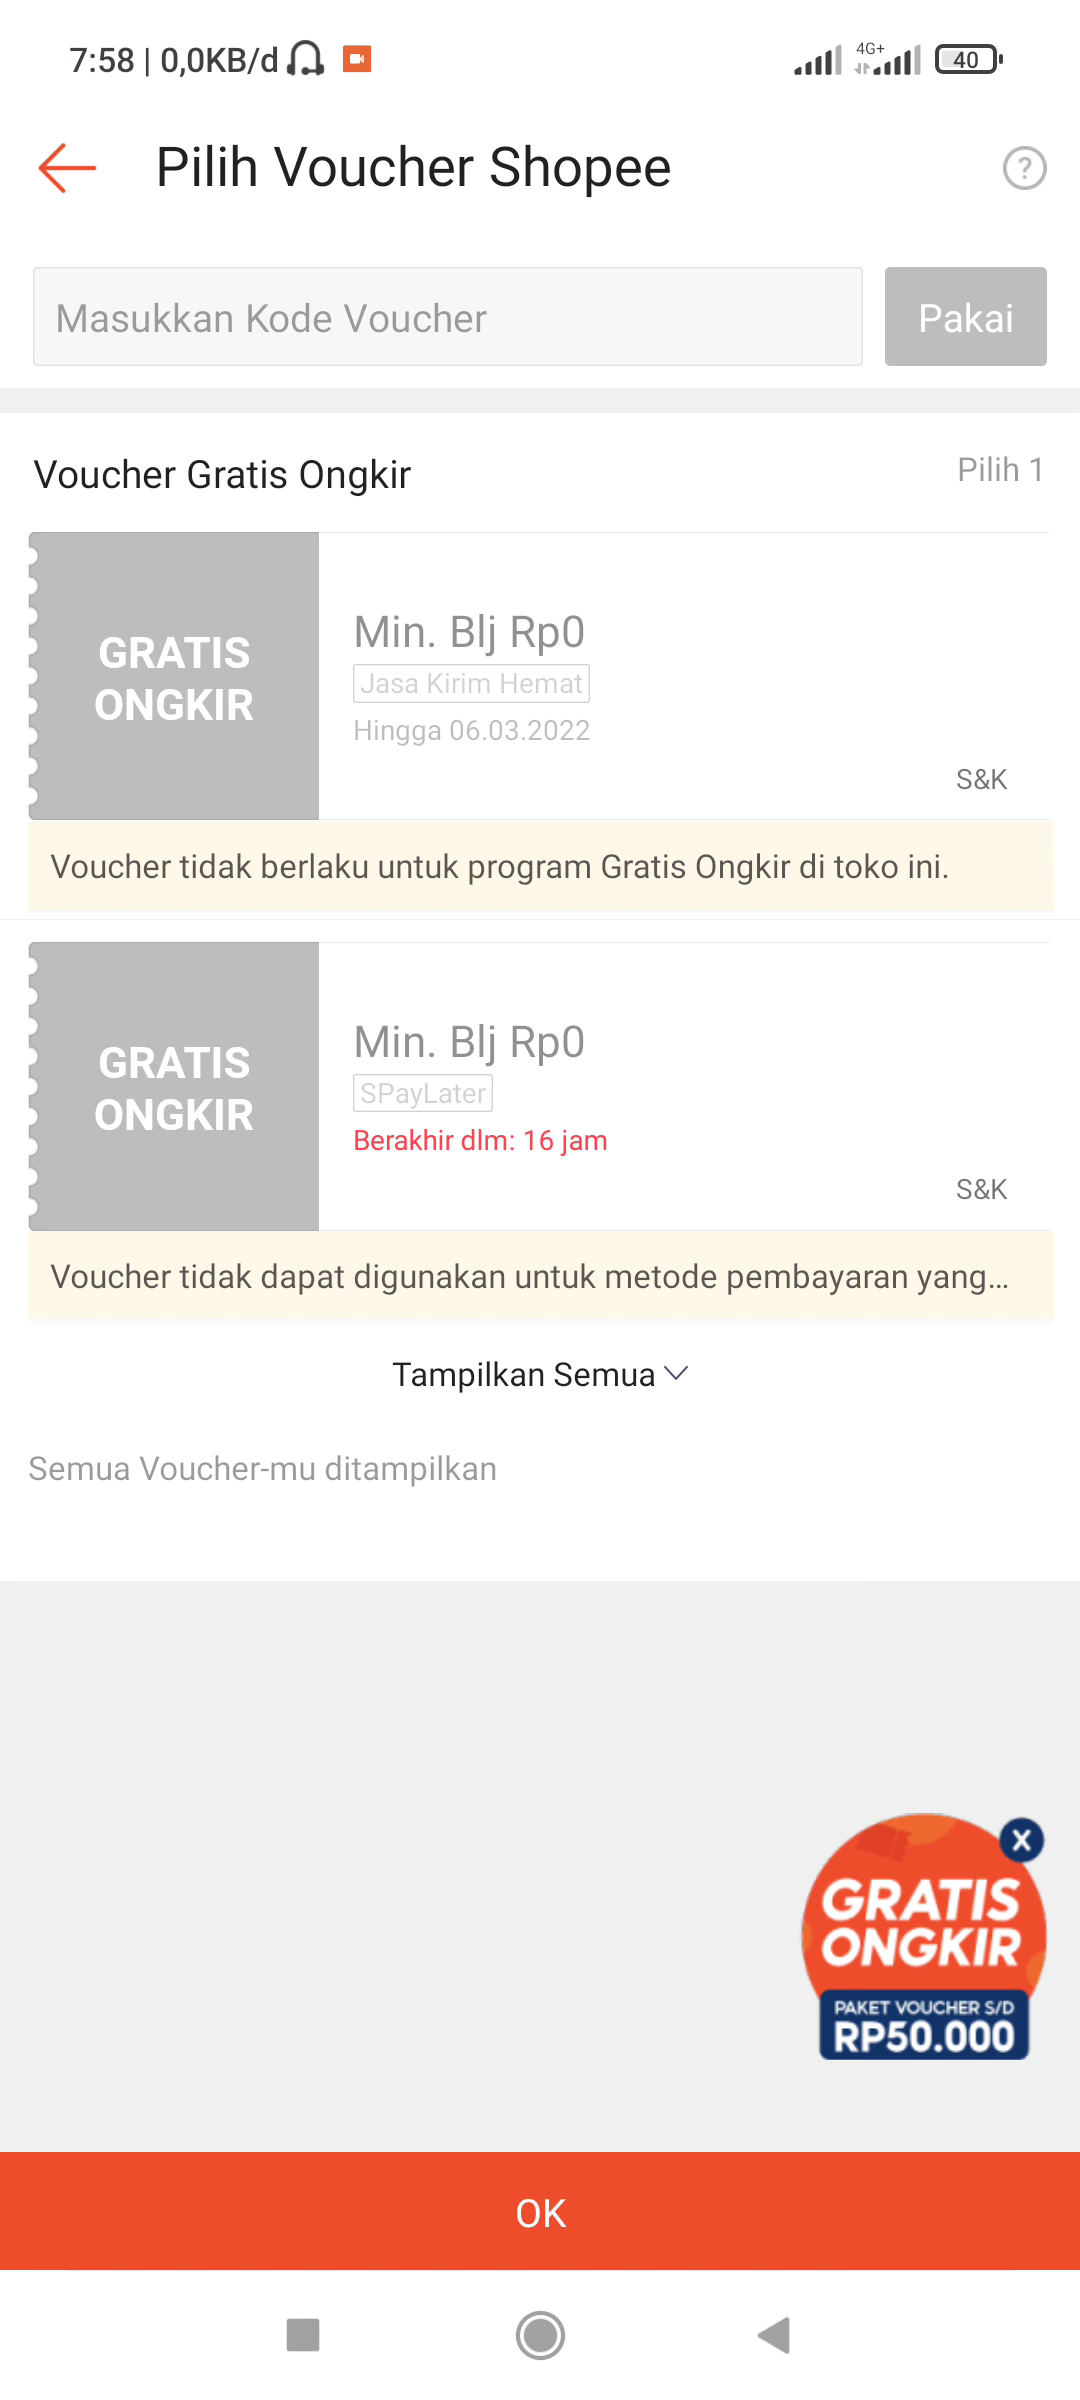 7:58 | 0,0KB/d
4G+
40
Pilih Voucher Shopee
?
Masukkan Kode Voucher
Pakai
Voucher Gratis Ongkir
Pilih 1
GRATIS
ONGKIR
Min. Blj Rp0
Jasa Kirim Hemat
Hingga 06.03.2022
S&K
Voucher tidak berlaku untuk program Gratis Ongkir di toko ini.
GRATIS
ONGKIR
Min. Blj Rp0
SPayLater
Berakhir dlm: 16 jam
S&K
Voucher tidak dapat digunakan untuk metode pembayaran yang...
Tampilkan Semua
Semua Voucher-mu ditampilkan
X
GRATIS
ONGKIR
PAKET VOUCHER S/D
RP50.000
OK